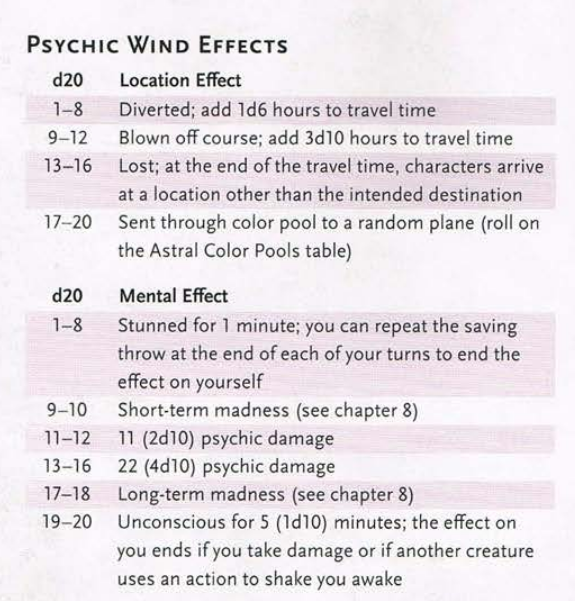 PSYCHIC WIND EFFECTS
d20 Location Effect
1–8 Diverted; add 1d6 hours to travel time
9–12 Blown off course; add 3d10 hours to travel time
13–16 Lost; at the end of the travel time, characters arrive
at a location other than the intended destination
17–20 Sent through color pool to a random plane (roll on
the Astral Color Pools table)
d20 Mental Effect
1–8 Stunned for 1 minute; you can repeat the saving
throw at the end of each of your turns to end the
effect on yourself
9–10 Short-term madness (see chapter 8)
11–12 11 (2d10) psychic damage
13–16 22 (4d10) psychic damage
17–18 Long-term madness (see chapter 8)
19–20 Unconscious for 5 (1d10) minutes; the effect on
you ends if you take damage or if another creature
uses an action to shake you awake